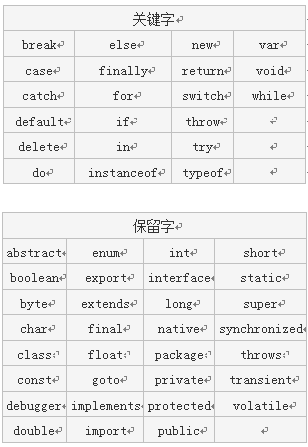 关键字
break else new var
case finally return void
catch for switch while
default if throw
delete in try
do instanceof typeof
保留字
abstract enum int short
boolean export interface static
byte extends long super
char final native synchronized
class float package throws
const goto private transient
debugger implements protected volatile
double import public